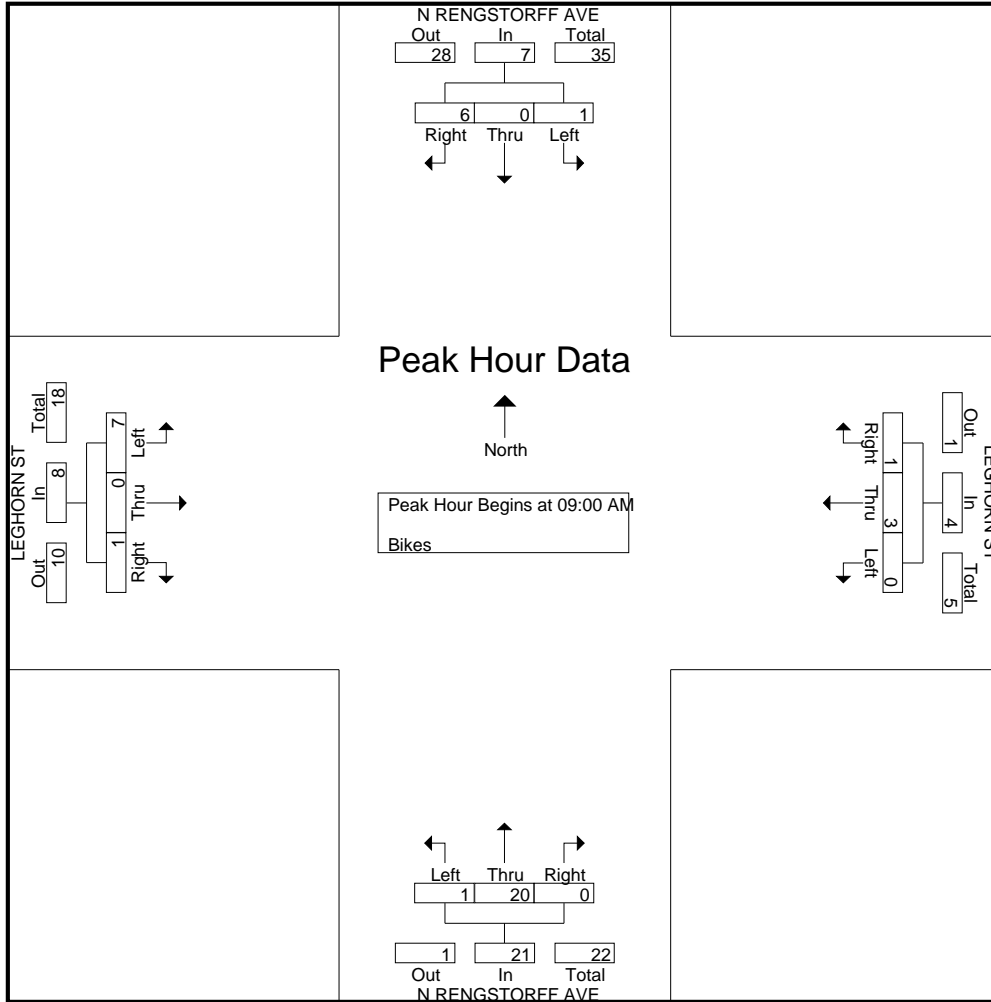 N RENGSTORFF AVE
Out In Total
28 7 35
6 0 1
Right Thru Left
Peak Hour Data
North
Peak Hour Begins at 09:00 AM
Bikes
LEGHORN ST
Total In Out
18 8 10
7 0 1
Left Thru Right
LEGHORN ST
Out In Total
1 4 5
Right Thru Left
1 3 0
Left Thru Right
1 20 0
1 21 22
Out In Total
N RENGSTORFF AVE